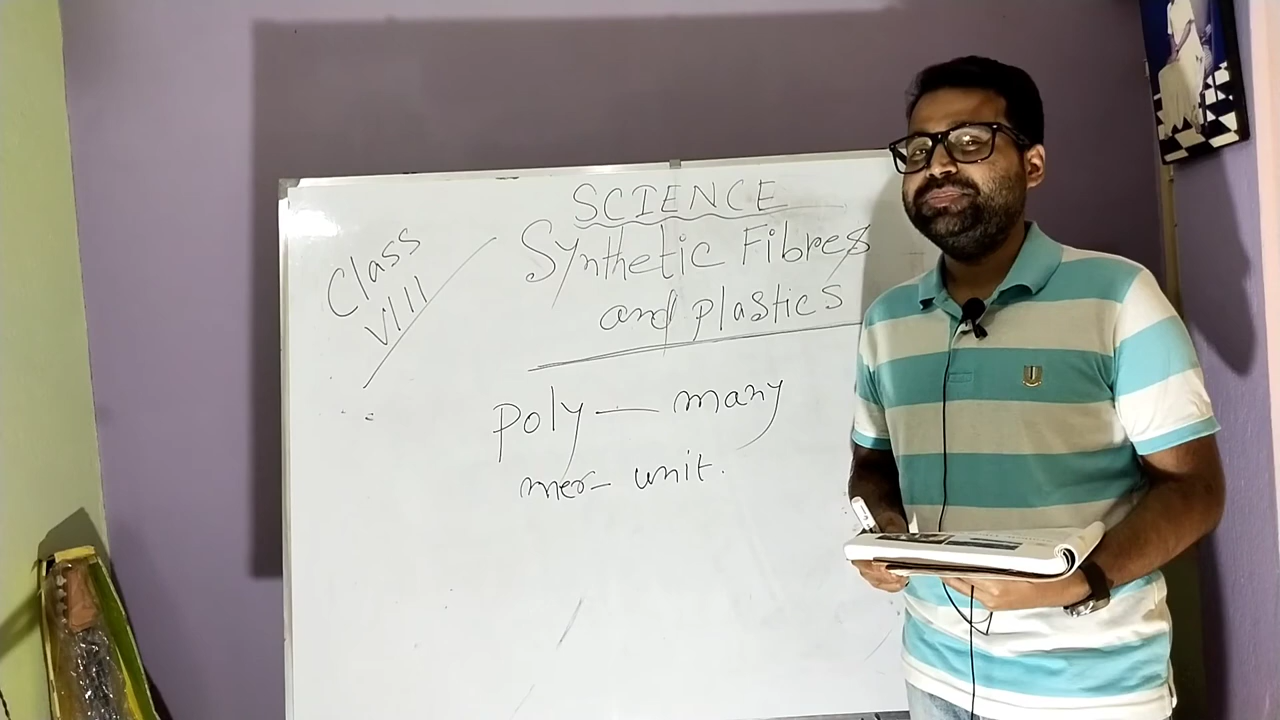 SCIENCE
Class
VIII
Synthetic Fibres
and plastics
poly — many
mer- unit.